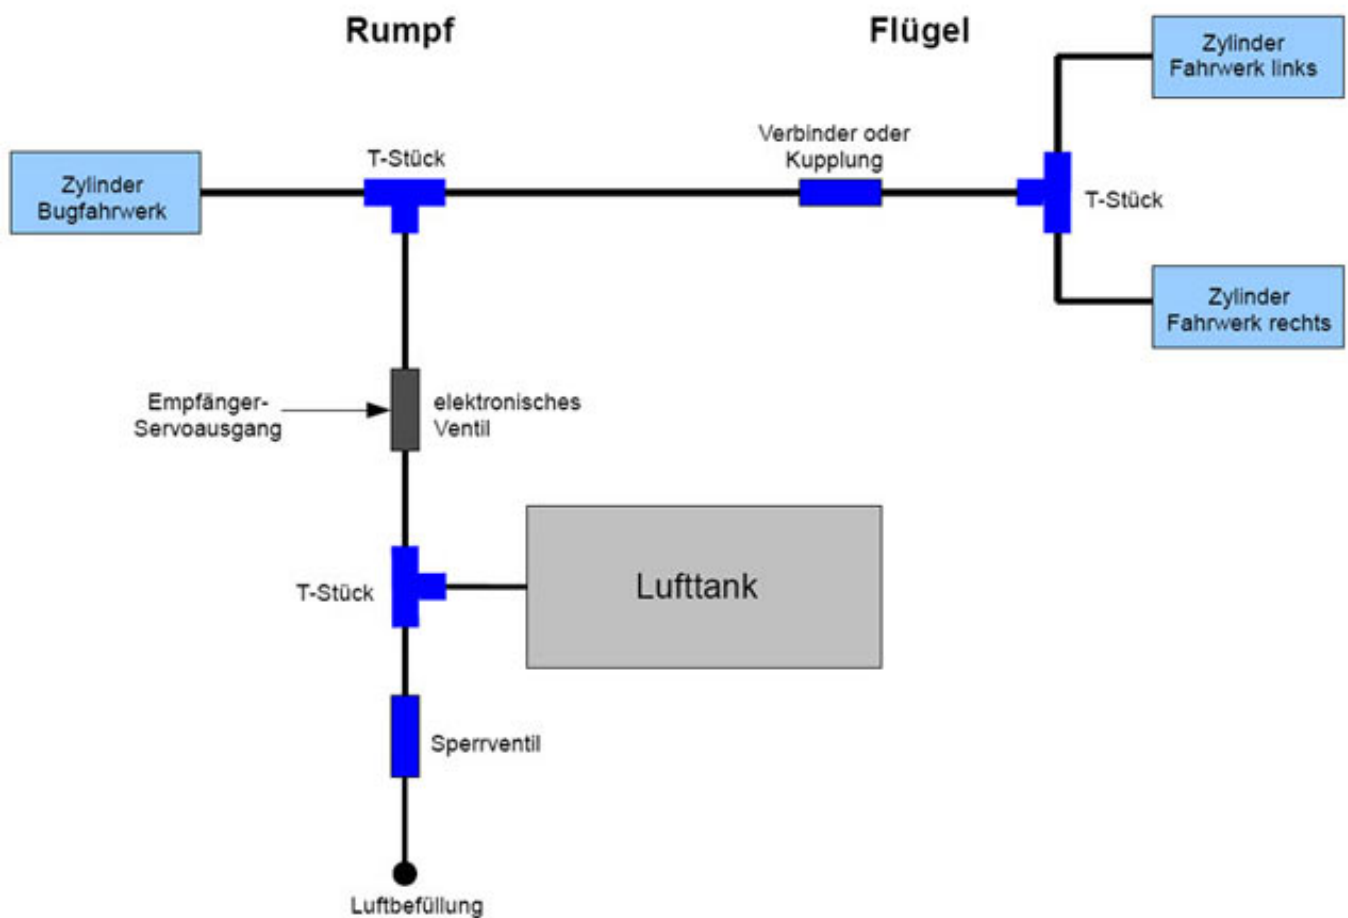 Rumpf
Flügel
Zylinder
Fahrwerk links
Verbinder oder
Kupplung
T-Stück
Zylinder
Bugfahrwerk
T-Stück
Zylinder
Fahrwerk rechts
Empfänger-
Servoausgang
elektronisches
Ventil
Lufttank
T-Stück
Sperrventil
Luftbefüllung